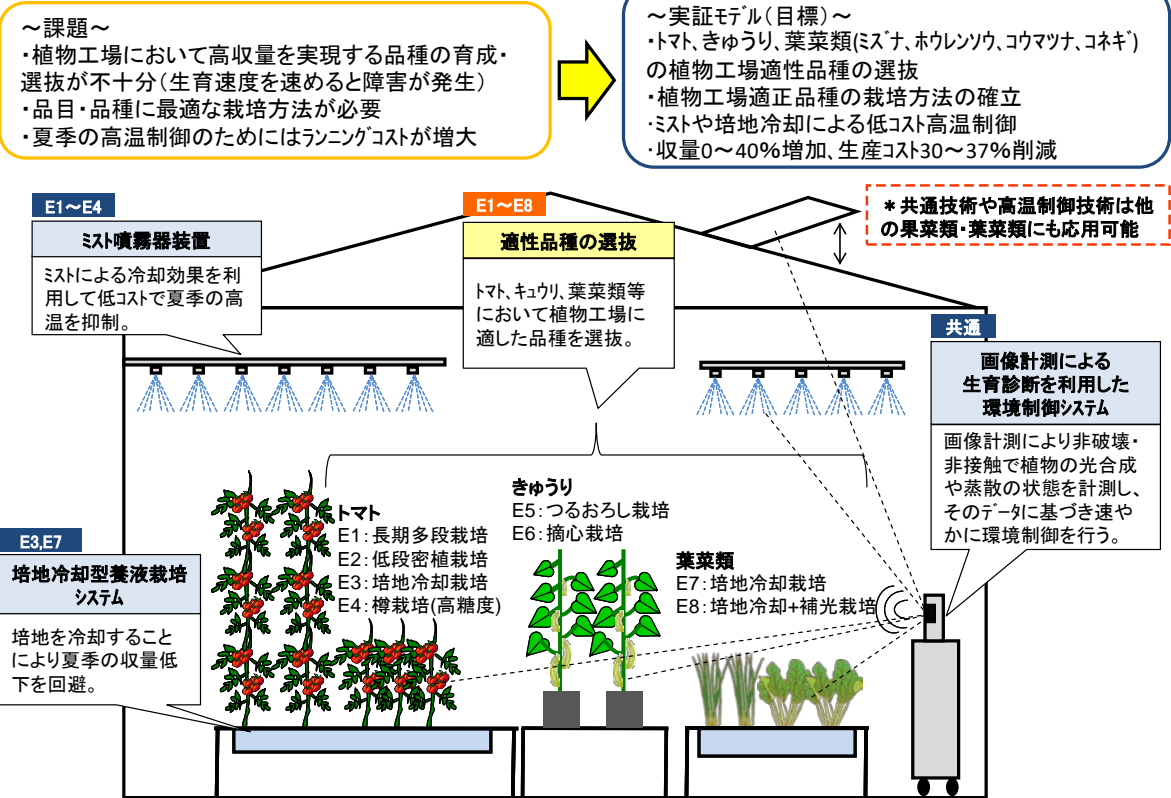 ～課題～
・植物工場において高収量を実現する品種の育成・
選抜が不十分（生育速度を速めると障害が発生）
・品目・品種に最適な栽培方法が必要
・夏季の高温制御のためにはﾗﾝﾆﾝｸﾞｺｽﾄが増大
～実証ﾓﾃﾞﾙ（目標）～
・ﾄﾏﾄ、きゅうり、葉菜類(ﾐｽﾞﾅ、ﾎｳﾚﾝｿｳ、ｺｳﾏﾂﾅ、ｺﾈｷﾞ)
の植物工場適性品種の選抜
・植物工場適正品種の栽培方法の確立
・ﾐｽﾄや培地冷却による低ｺｽﾄ高温制御
・収量0～40%増加、生産ｺｽﾄ30～37%削減
E1～E4
ﾐｽﾄ噴霧器装置
ﾐｽﾄによる冷却効果を利
用して低ｺｽﾄで夏季の高
温を抑制。
E1～E8
適性品種の選抜
ﾄﾏﾄ、ｷｭｳﾘ、葉菜類等
において植物工場に
適した品種を選抜。
＊共通技術や高温制御技術は他
の果菜類・葉菜類にも応用可能
共通
画像計測による
生育診断を利用した
環境制御ｼｽﾃﾑ
画像計測により非破壊・
非接触で植物の光合成
や蒸散の状態を計測し、
そのﾃﾞｰﾀに基づき速や
かに環境制御を行う。
トマト
E1：長期多段栽培
E2：低段密植栽培
E3：培地冷却栽培
E4：樽栽培(高糖度)
きゅうり
E5：つるおろし栽培
E6：摘心栽培
葉菜類
E7：培地冷却栽培
E8：培地冷却+補光栽培
E3,E7
培地冷却型養液栽培
ｼｽﾃﾑ
培地を冷却すること
により夏季の収量低
下を回避。